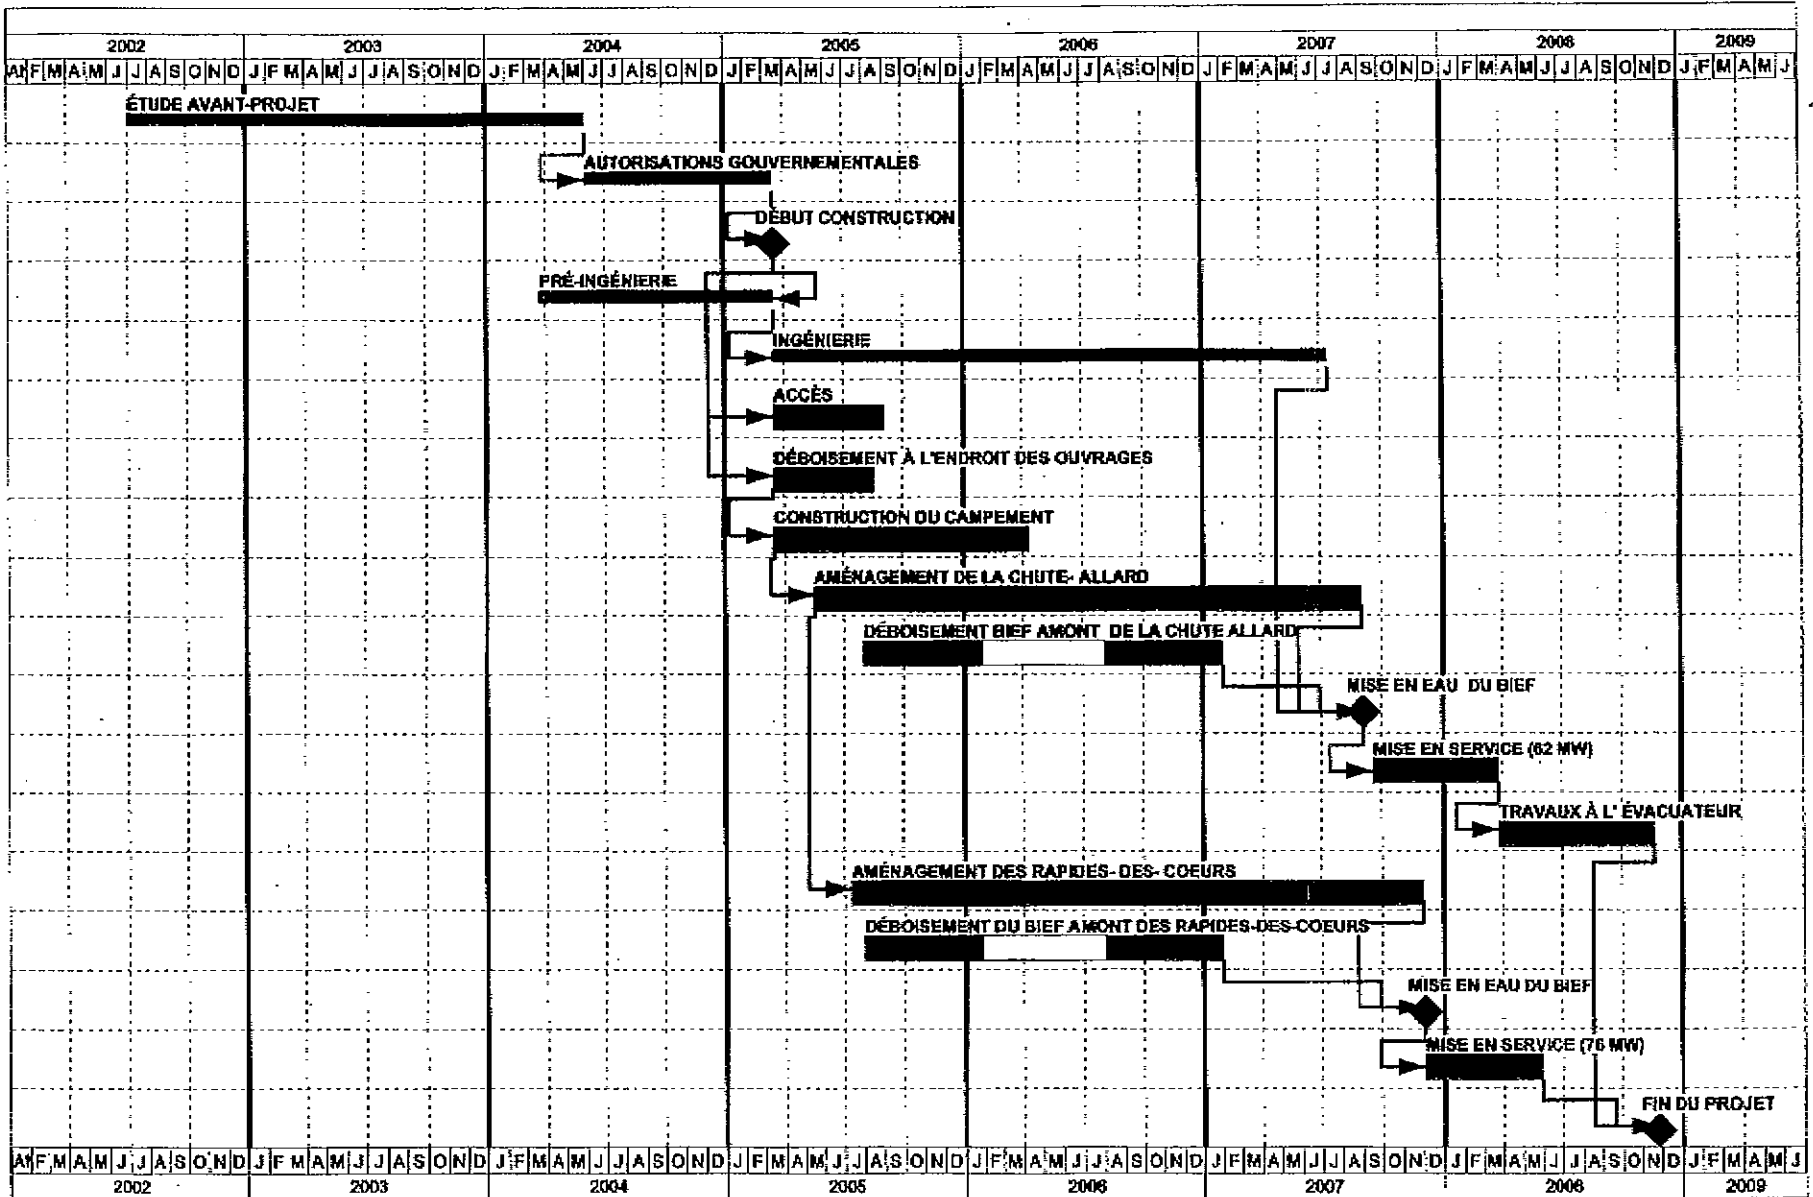 2002 2003 2004 2005 2006 2007 2008 2009
F M A M J J A S O N D J F M A M J J A S O N D J F M A M J J A S O N D J F M A M J J A S O N D J F M A M J J A S O N D J F M A M J J A S O N D J F M A M J J A S O N D J F M A M J
ÉTUDE AVANT-PROJET
AUTORISATIONS GOUVERNEMENTALES
DÉBUT CONSTRUCTION
PRÉ-INGÉNIERIE
INGÉNIERIE
ACCÈS
DÉBOISEMENT À L'ENDROIT DES OUVRAGES
CONSTRUCTION DU CAMPEMENT
AMÉNAGEMENT DE LA CHUTE- ALLARD
DÉBOISEMENT BIEF AMONT DE LA CHUTE ALLARD
MISE EN EAU DU BIEF
MISE EN SERVICE (62 MW)
TRAVAUX À L' ÉVACUATEUR
AMÉNAGEMENT DES RAPIDES-DES-COEURS
DÉBOISEMENT DU BIEF AMONT DES RAPIDES-DES-COEURS
MISE EN EAU DU BIEF
MISE EN SERVICE (76 MW)
FIN DU PROJET
F M A M J J A S O N D J F M A M J J A S O N D J F M A M J J A S O N D J F M A M J J A S O N D J F M A M J J A S O N D J F M A M J J A S O N D J F M A M J J A S O N D J F M A M J
2002 2003 2004 2005 2006 2007 2008 2009